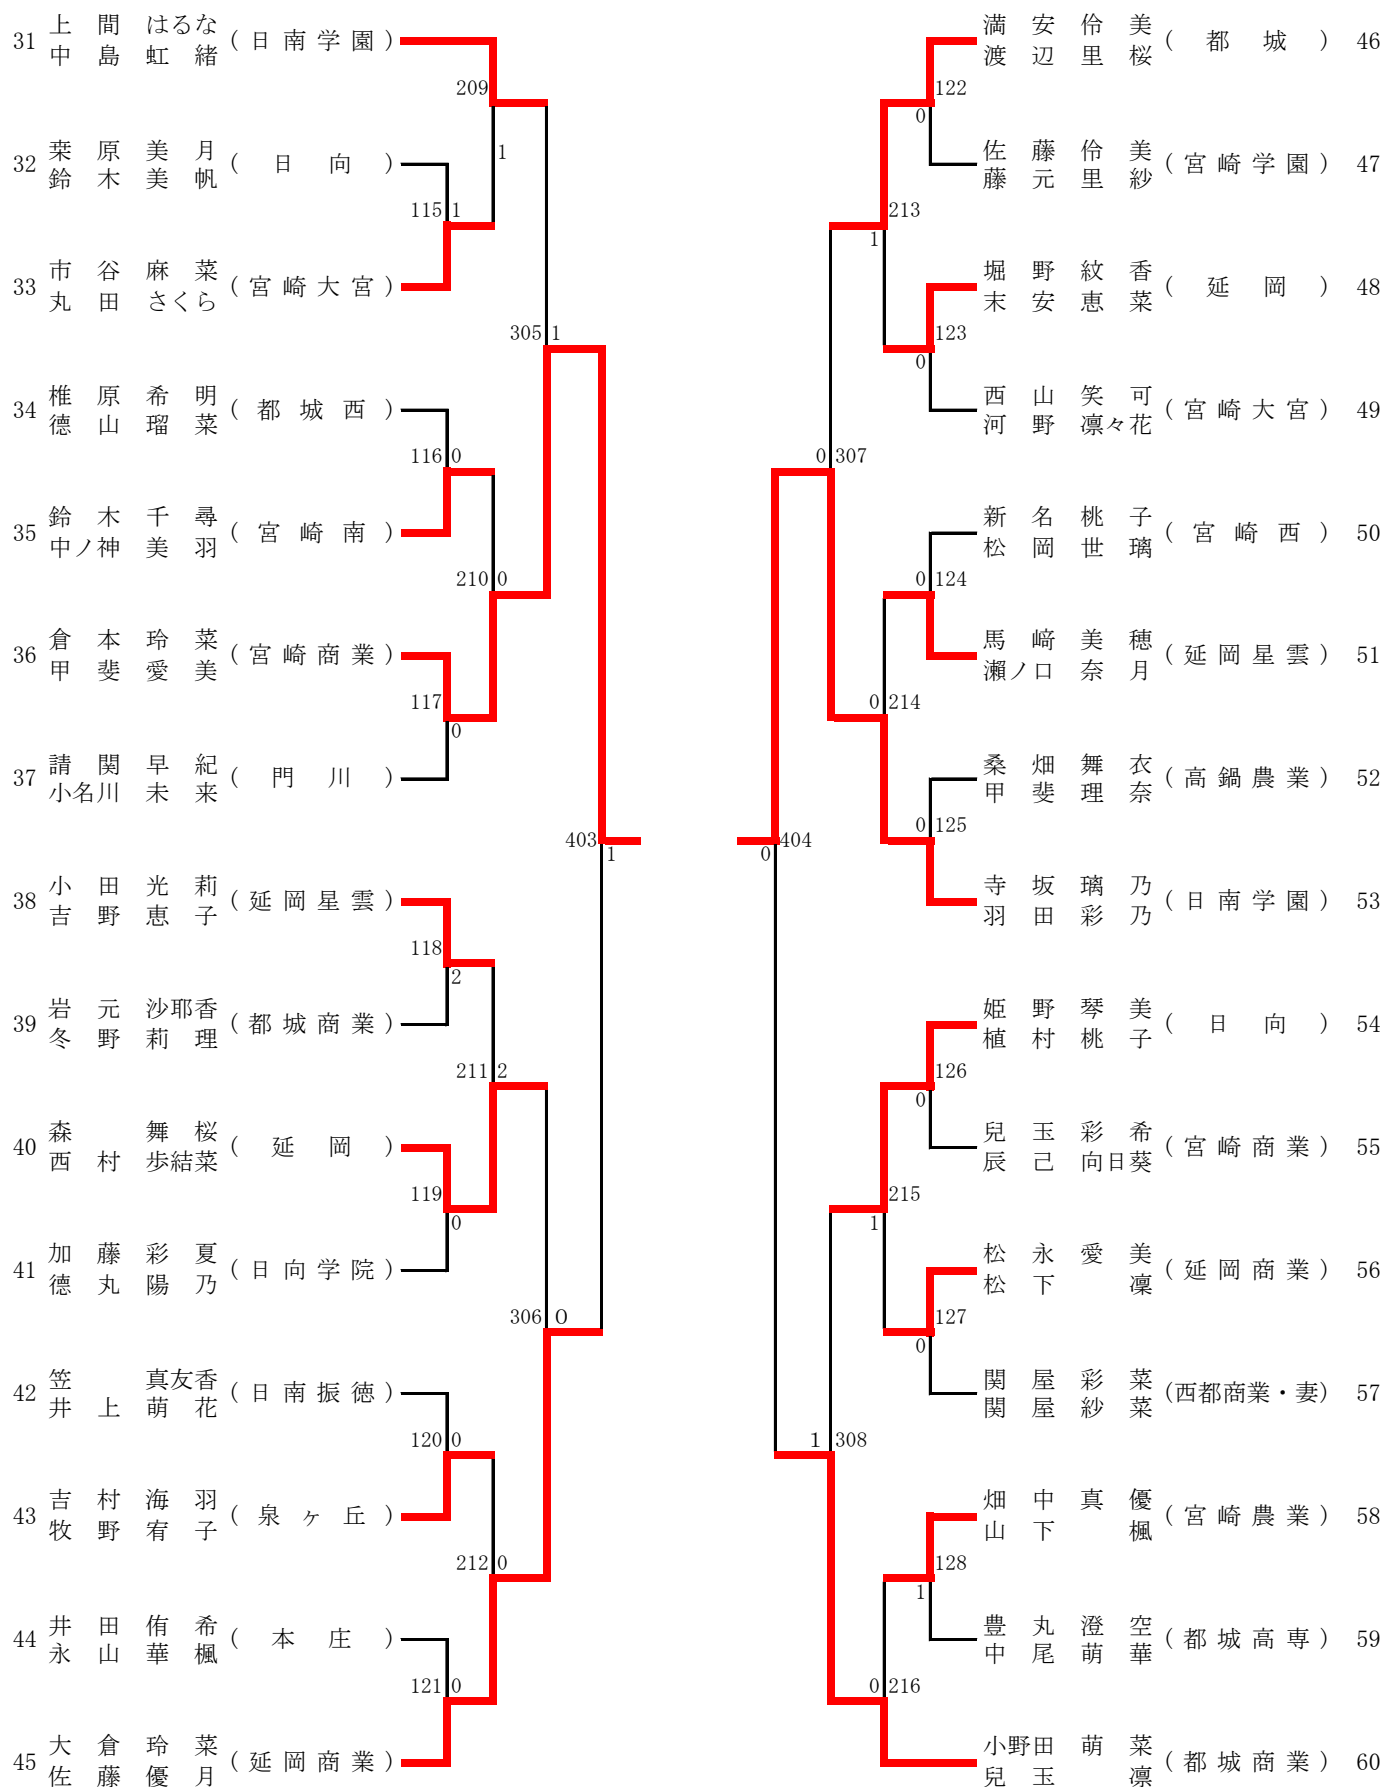 31 上間 はるな 中島虹緒 (日南学園)
209
1
32 桒原美月 鈴木美帆 (日向)
115 1
33 市谷麻菜 丸田さくら (宮崎大宮)
305 1
34 椎原希明 德山瑠菜 (都城西)
116 0
35 鈴木千尋 中ノ神美羽 (宮崎南)
210 0
36 倉本玲菜 甲斐愛美 (宮崎商業)
117
0
37 請関早紀 小名川未来 (門川)
403
1
38 小田光莉 吉野恵子 (延岡星雲)
118
2
39 岩元沙耶香 冬野莉理 (都城商業)
211 2
40 森舞桜 西村歩結菜 (延岡)
119
0
41 加藤彩夏 德丸陽乃 (日向学院)
306 0
42 笠真友香 井上萌花 (日南振徳)
120 0
43 吉村海羽 牧野宥子 (泉ヶ丘)
212 0
44 井田侑希 永山華楓 (本庄)
121 0
45 大倉玲菜 佐藤優月 (延岡商業)
満安伶美 渡辺里桜 (都城) 46
122
0
佐藤伶美 藤元里紗 (宮崎学園) 47
213
1
堀野紋香 末安恵菜 (延岡) 48
123
0
西山笑可 河野凛々花 (宮崎大宮) 49
0 307
新名桃子 松岡世璃 (宮崎西) 50
0 124
馬﨑美穂 瀬ノ口奈月 (延岡星雲) 51
0 214
桑畑舞衣 甲斐理奈 (高鍋農業) 52
0 125
寺坂璃乃 羽田彩乃 (日南学園) 53
404
0
姫野琴美 植村桃子 (日向) 54
126
0
兒玉彩希 辰己向日葵 (宮崎商業) 55
215
1
松永愛美 松下凜 (延岡商業) 56
127
0
関屋彩菜 関屋紗菜 (西都商業・妻) 57
1 308
畑中真優 山下楓 (宮崎農業) 58
128
1
豊丸澄空 中尾萌華 (都城高専) 59
0 216
小野田萌菜 兒玉凛 (都城商業) 60